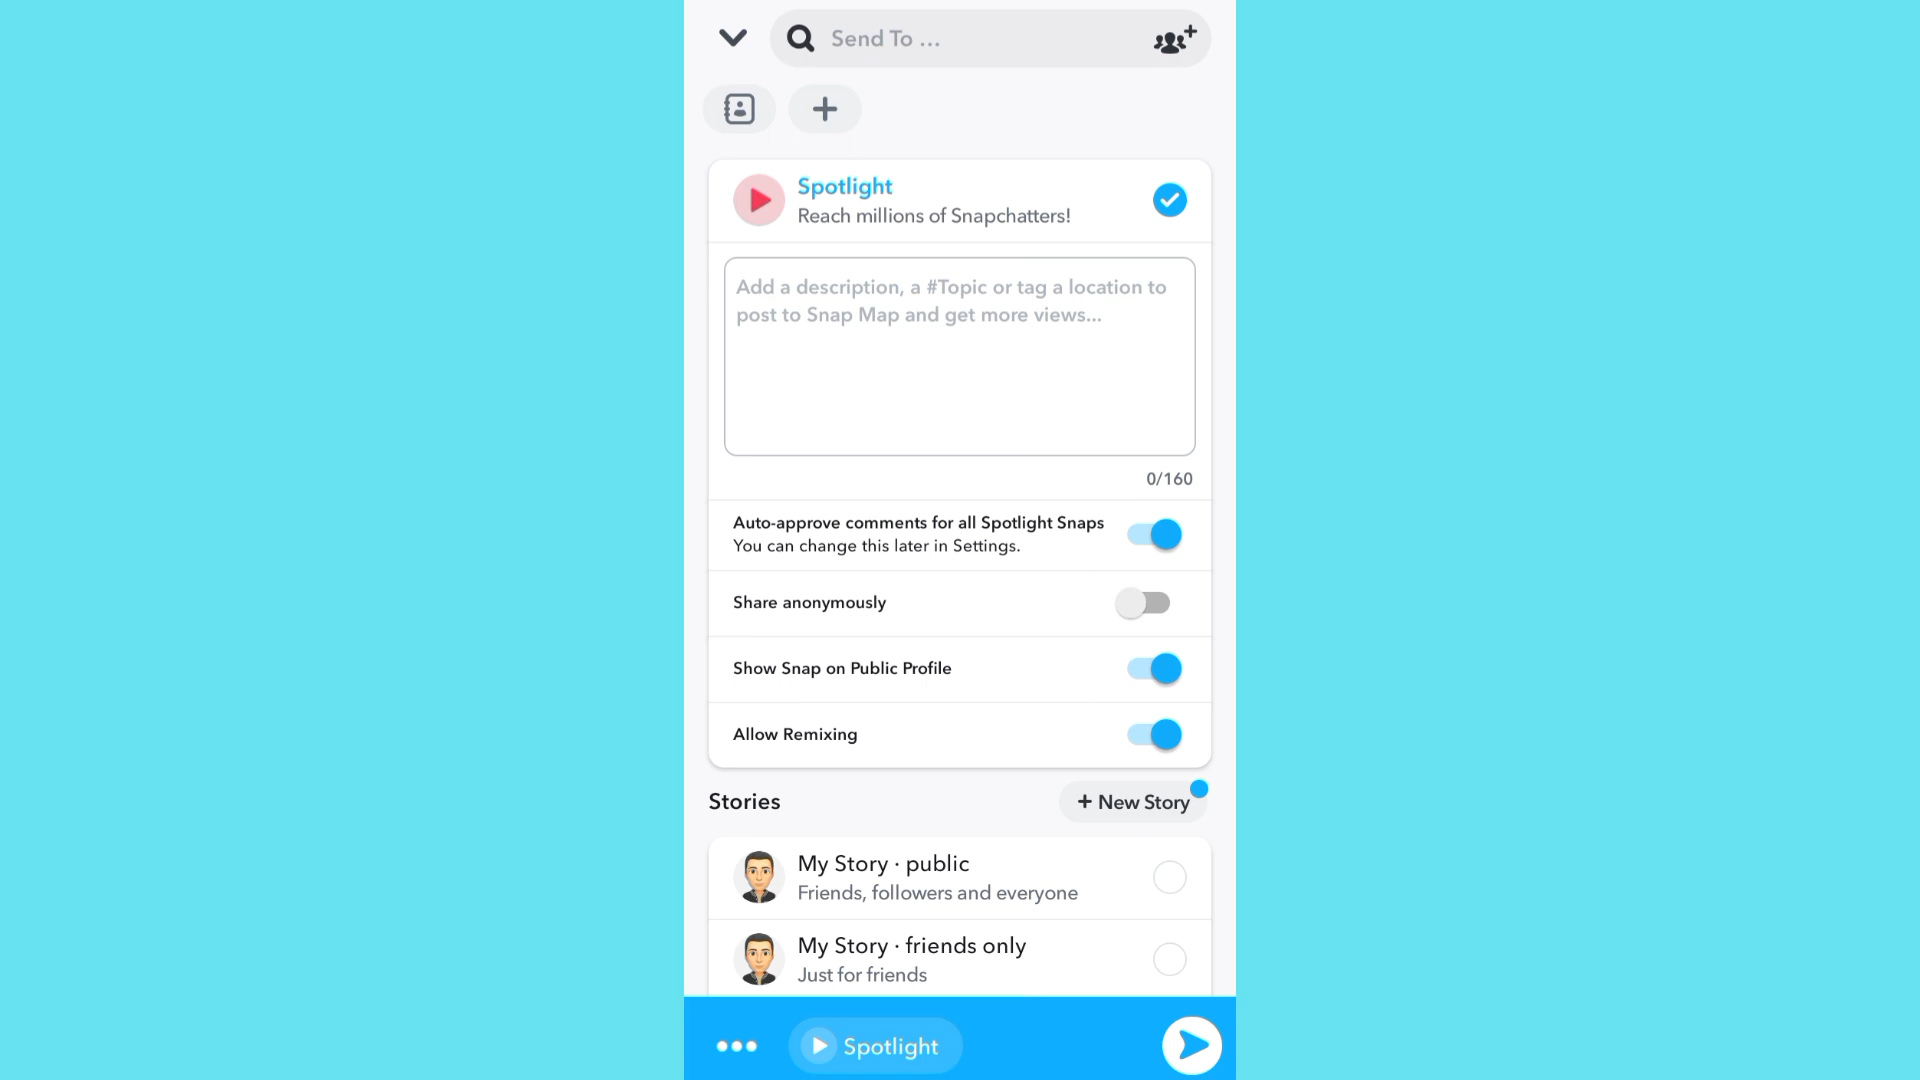 Send To ...
Spotlight
Reach millions of Snapchatters!
Add a description, a #Topic or tag a location to
post to Snap Map and get more views...
0/160
Auto-approve comments for all Spotlight Snaps
You can change this later in Settings.
Share anonymously
Show Snap on Public Profile
Allow Remixing
Stories
+ New Story
My Story · public
Friends, followers and everyone
My Story · friends only
Just for friends
Spotlight